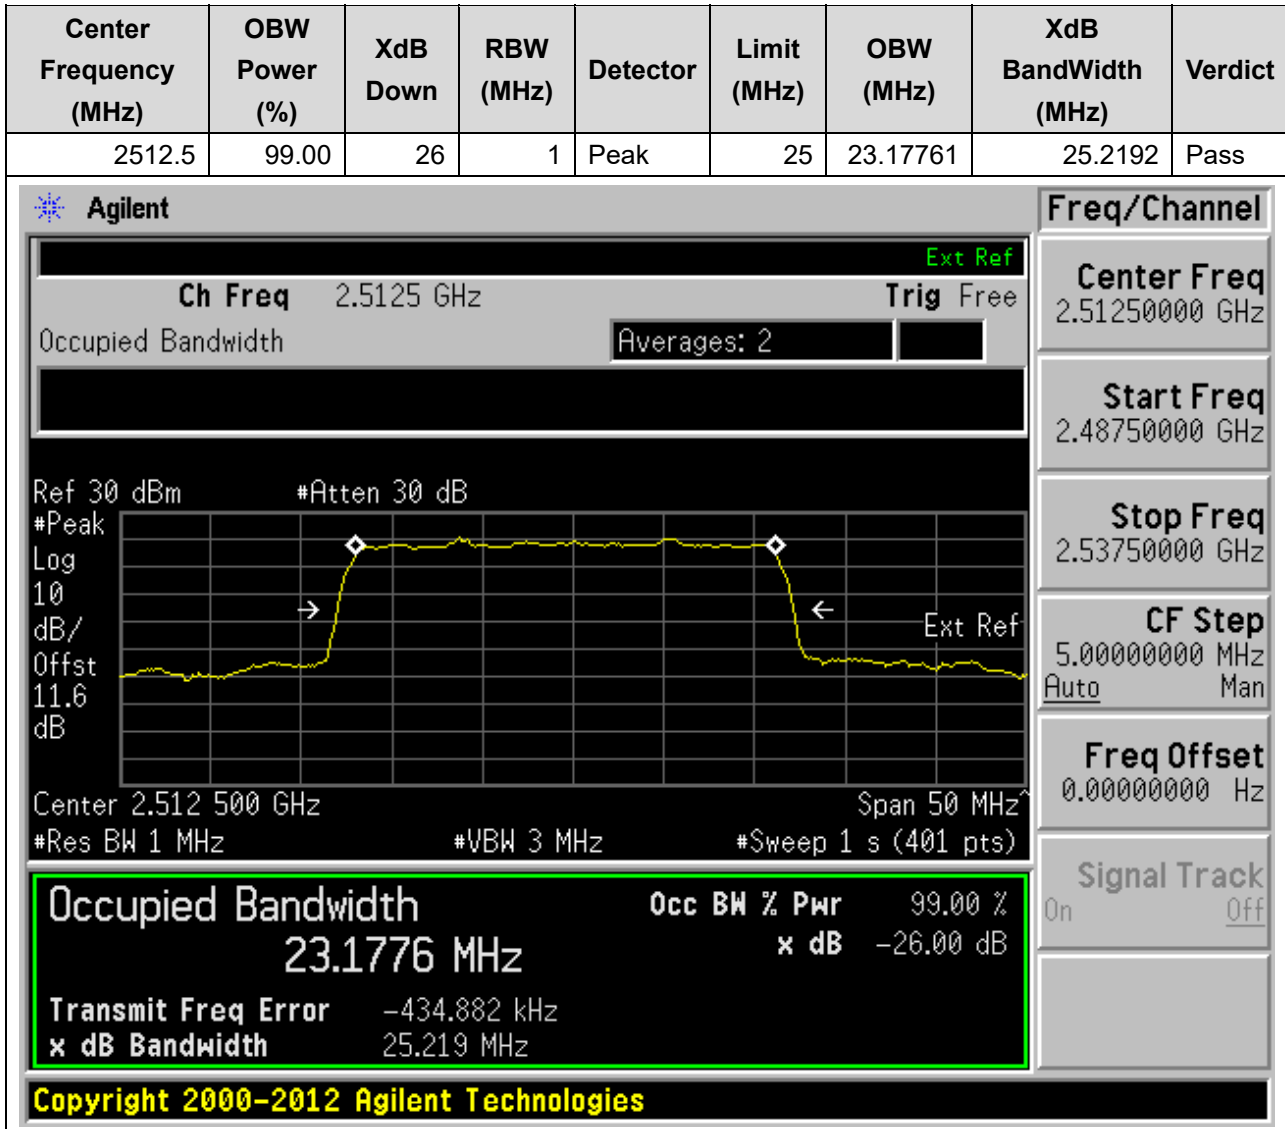 Center Frequency (MHz) OBW Power (%) XdB Down RBW (MHz) Detector Limit (MHz) OBW (MHz) XdB BandWidth (MHz) Verdict
2512.5 99.00 26 1 Peak 25 23.17761 25.2192 Pass
Agilent
Freq/Channel
Ext Ref
Ch Freq 2.5125 GHz Trig Free
Occupied Bandwidth Averages: 2
Ref 30 dBm #Atten 30 dB
#Peak
Log
10
dB/
Offst
11.6
dB
Ext Ref
Center 2.512 500 GHz Span 50 MHz^
#Res BW 1 MHz #VBW 3 MHz #Sweep 1 s (401 pts)
Occupied Bandwidth
23.1776 MHz
Occ BW % Pwr 99.00 %
x dB -26.00 dB
Transmit Freq Error -434.882 kHz
x dB Bandwidth 25.219 MHz
Center Freq
2.51250000 GHz
Start Freq
2.48750000 GHz
Stop Freq
2.53750000 GHz
CF Step
5.00000000 MHz
Auto Man
Freq Offset
0.00000000 Hz
Signal Track
On Off
Copyright 2000-2012 Agilent Technologies